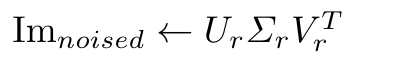 Im_{noised} ← U_r Σ_r V_r^T